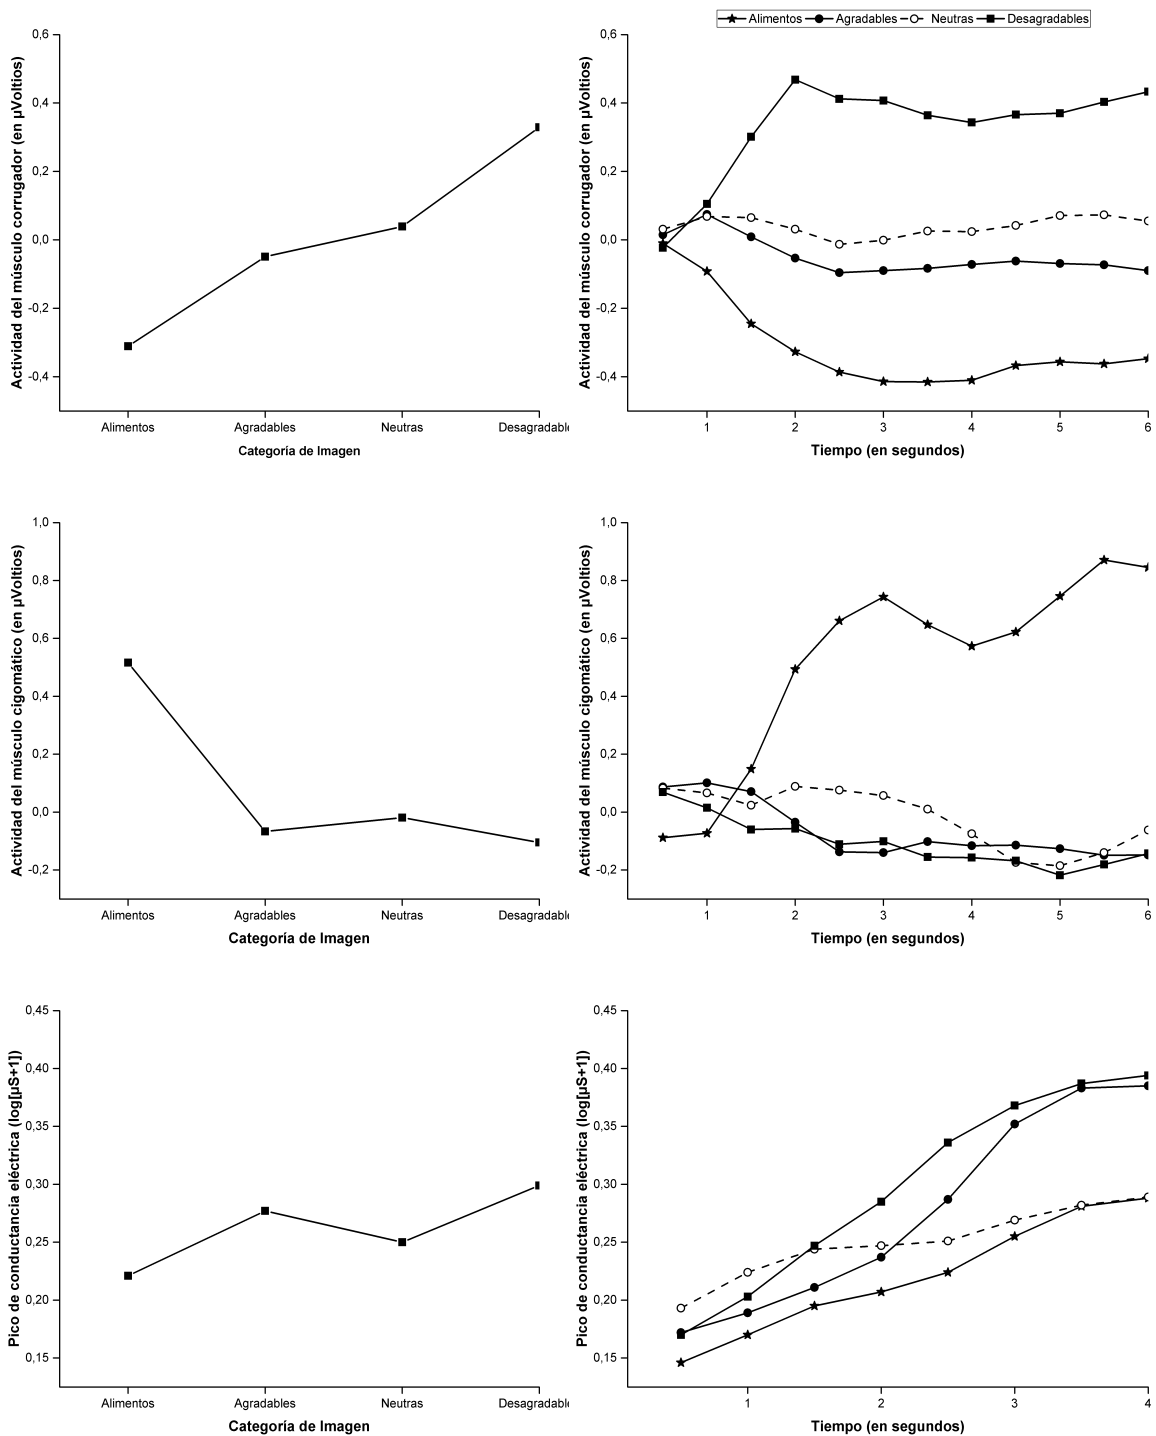 Alimentos Agradables Neutras Desagradables
0,6
0,4
0,2
0,0
-0,2
-0,4
Actividad del músculo corrugador (en µVoltios)
Alimentos Agradables Neutras Desagradable
Categoría de Imagen
0,6
0,4
0,2
0,0
-0,2
-0,4
Actividad del músculo corrugador (en µVoltios)
1 2 3 4 5 6
Tiempo (en segundos)
1,0
0,8
0,6
0,4
0,2
0,0
-0,2
Actividad del músculo cigomático (en µVoltios)
Alimentos Agradables Neutras Desagradable
Categoría de Imagen
1,0
0,8
0,6
0,4
0,2
0,0
-0,2
Actividad del músculo cigomático (en µVoltios)
1 2 3 4 5 6
Tiempo (en segundos)
0,45
0,40
0,35
0,30
0,25
0,20
0,15
Pico de conductancia eléctrica (log[µS+1])
Alimentos Agradables Neutras Desagradable
Categoría de Imagen
0,45
0,40
0,35
0,30
0,25
0,20
0,15
Pico de conductancia eléctrica (log[µS+1])
1 2 3 4
Tiempo (en segundos)